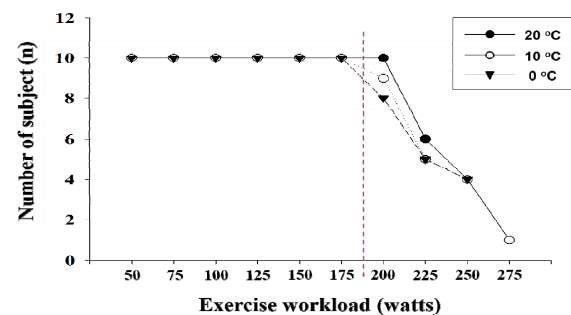 20 °C
10 °C
0 °C
Number of subject (n)
12
10
8
6
4
2
0
50 75 100 125 150 175 200 225 250 275
Exercise workload (watts)